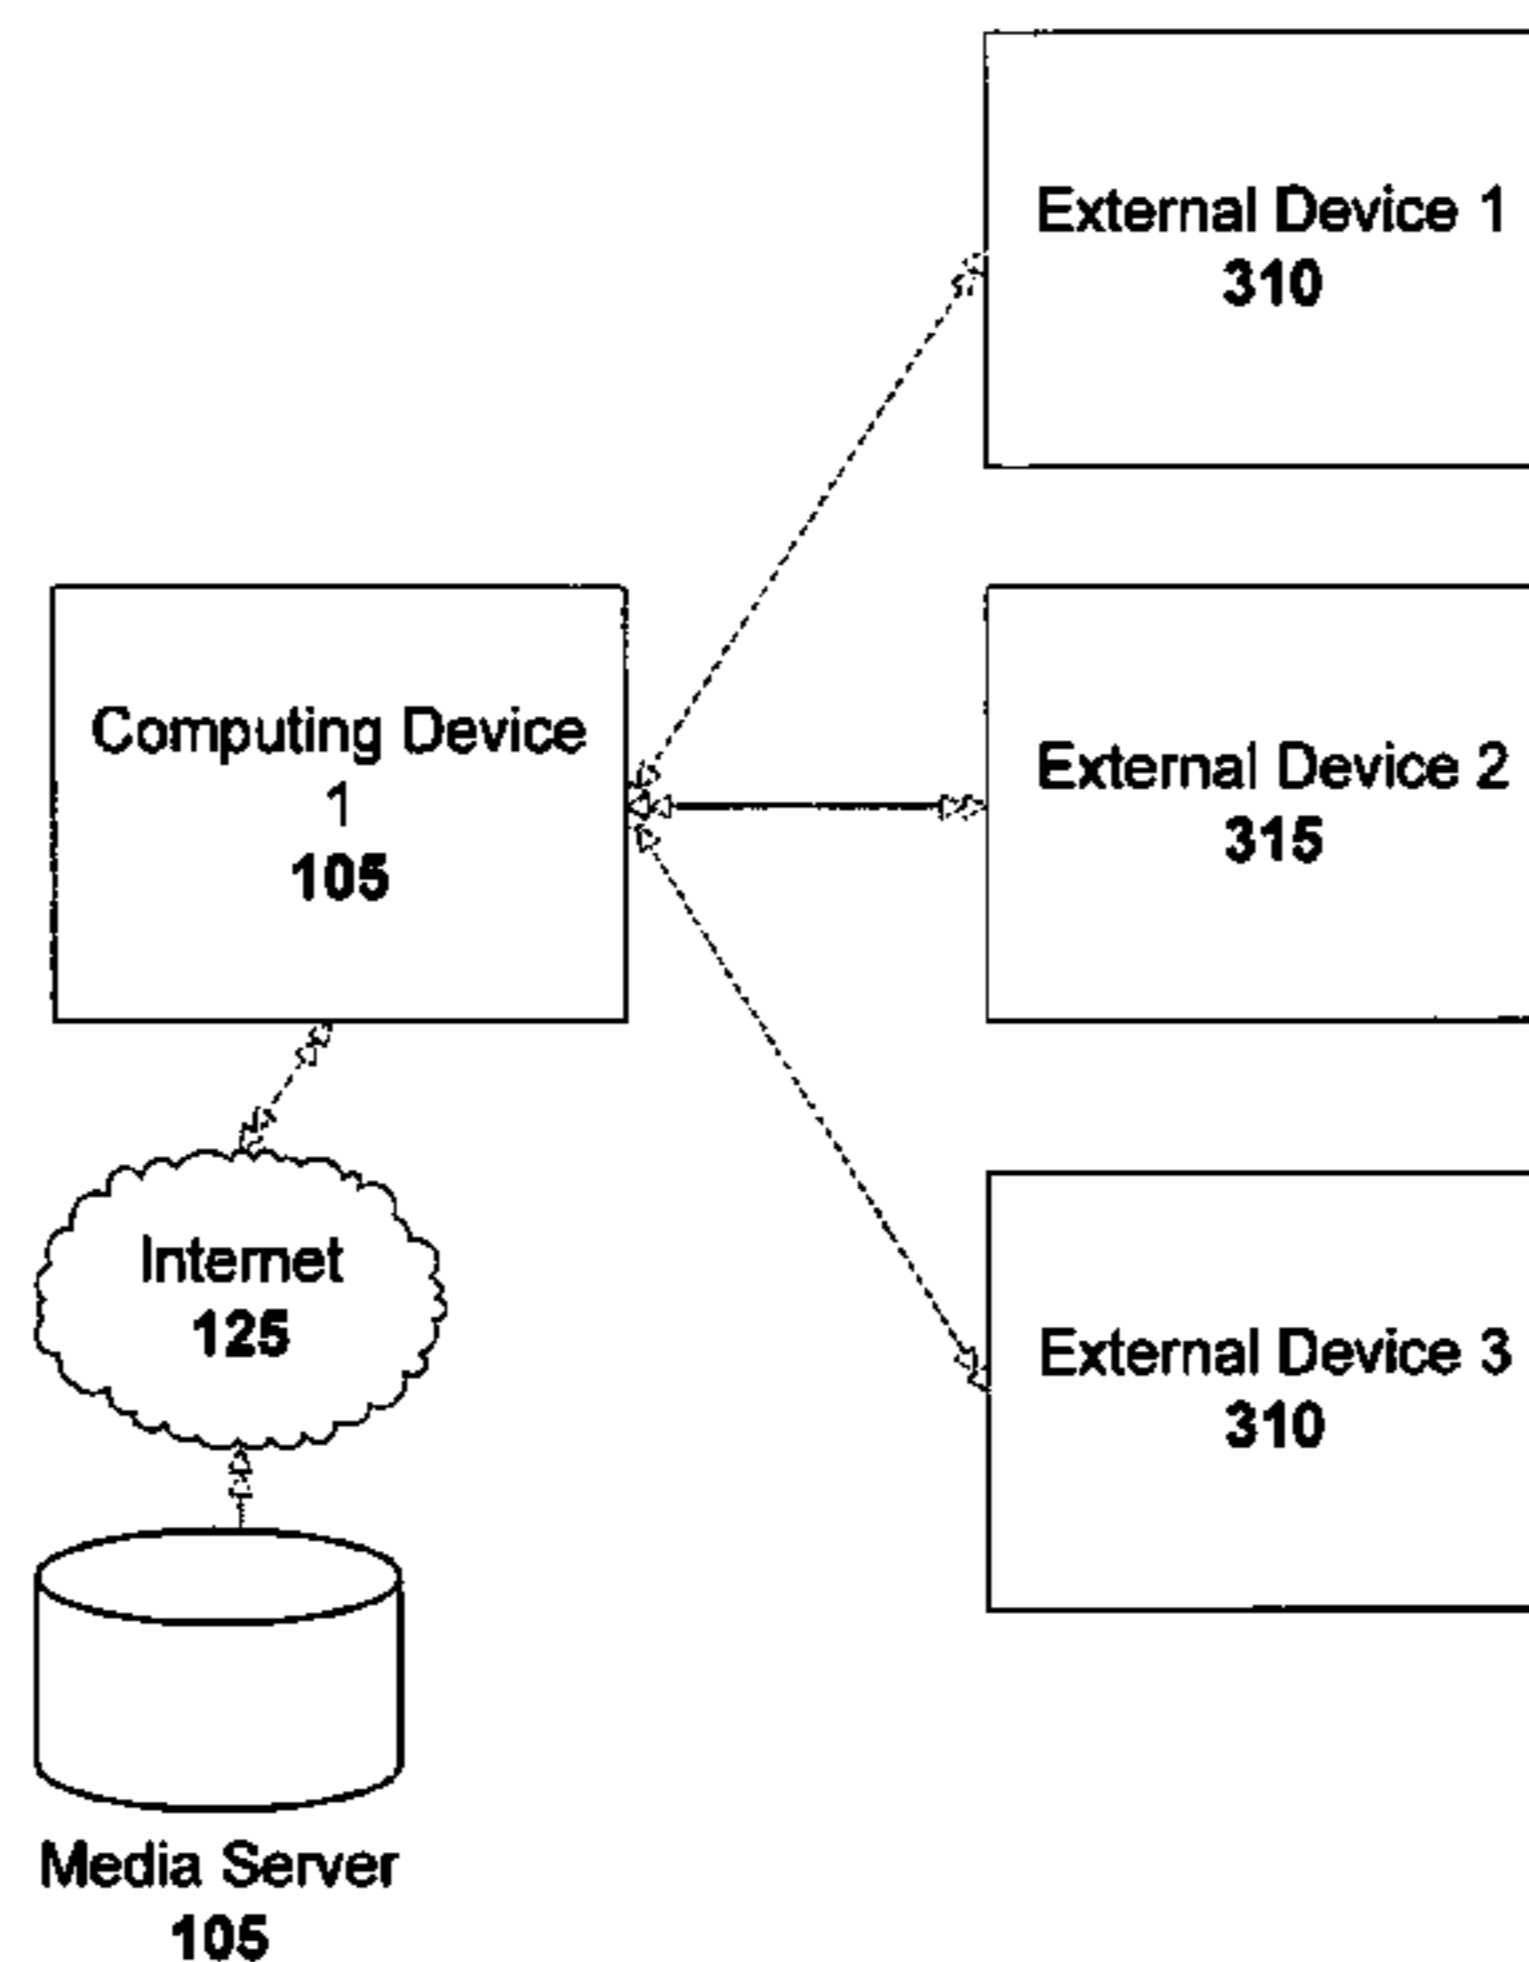 External Device 1
310
Computing Device
1
105
External Device 2
315
Internet
125
External Device 3
310
Media Server
105